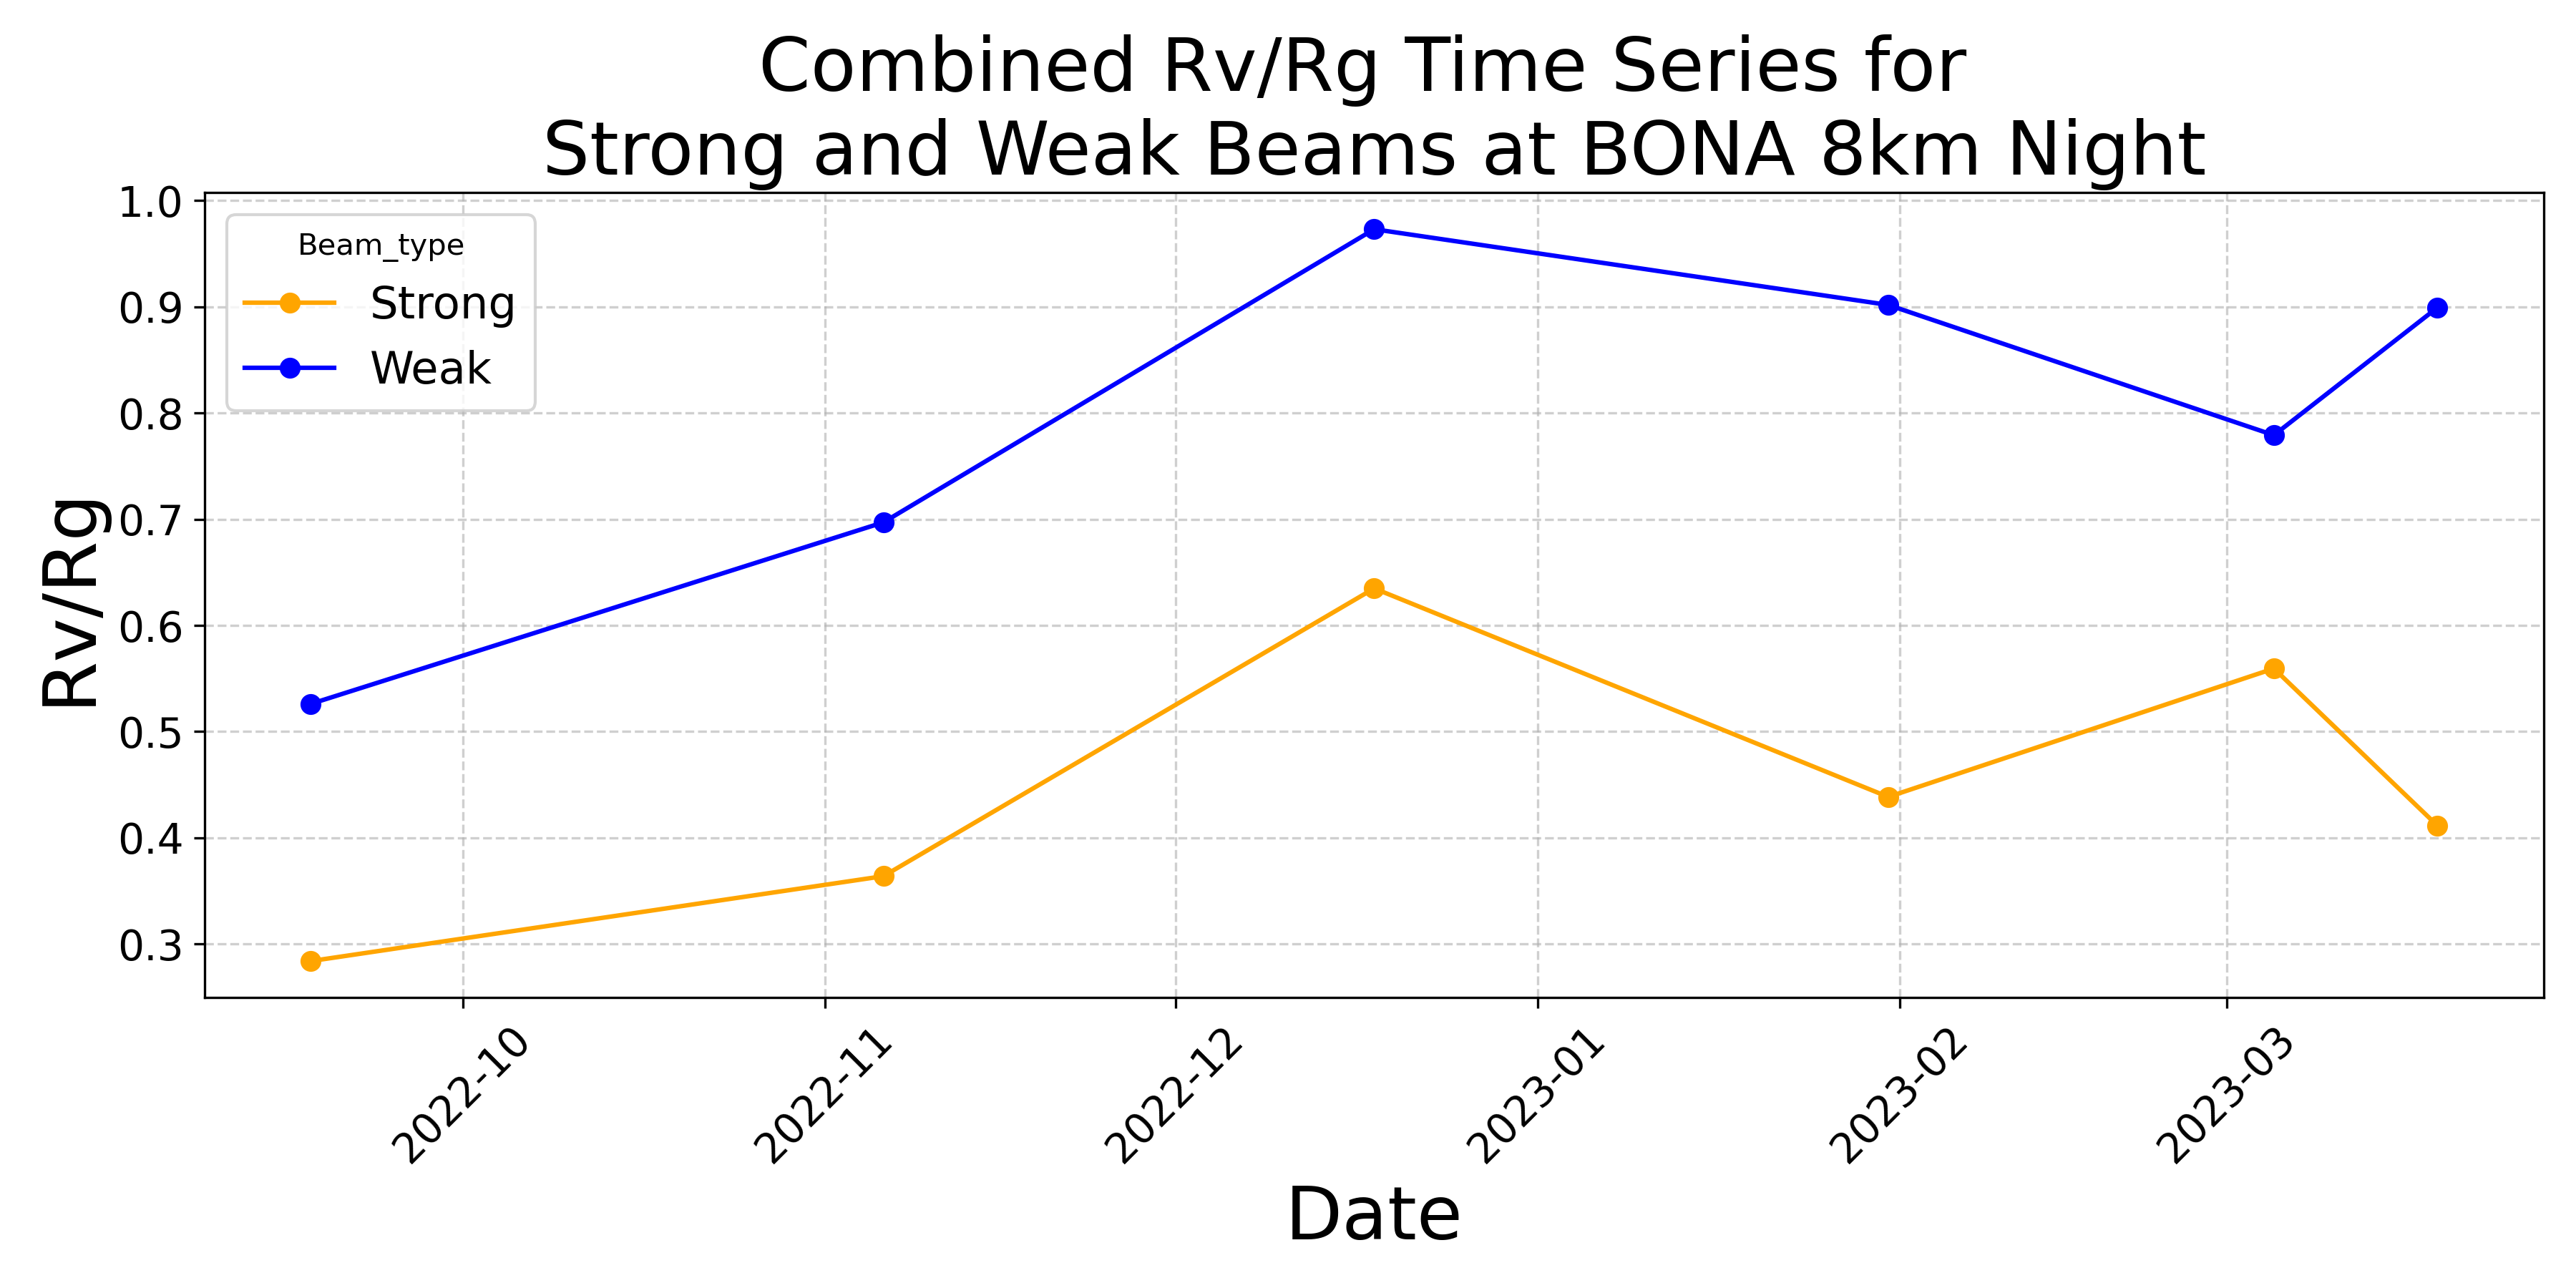 Combined Rv/Rg Time Series for
Strong and Weak Beams at BONA 8km Night
Beam_type
Strong
Weak
Rv/Rg
1.0
0.9
0.8
0.7
0.6
0.5
0.4
0.3
2022-10
2022-11
2022-12
2023-01
2023-02
2023-03
Date